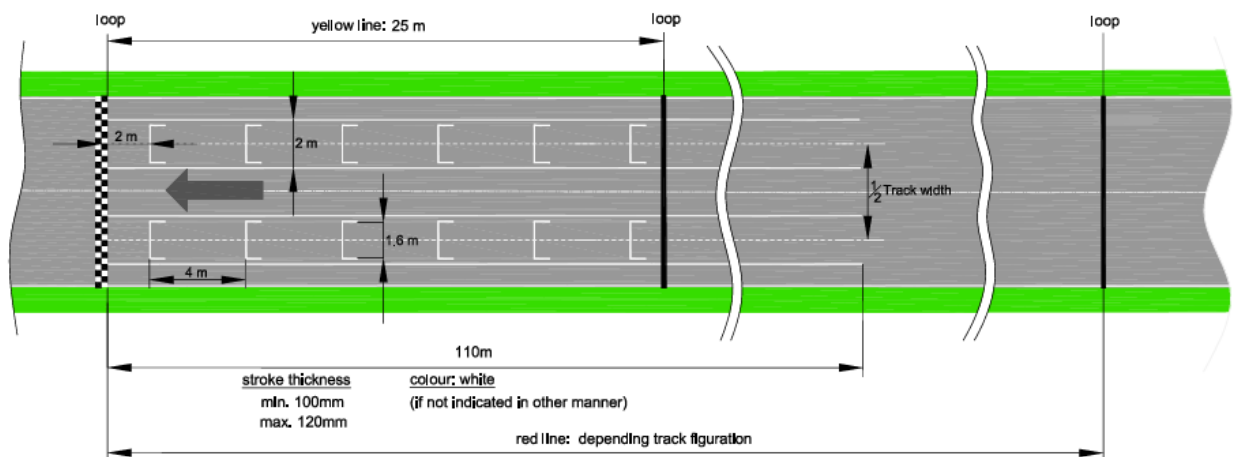 loop
loop
loop
yellow line: 25 m
2 m
2 m
1/2 Track width
1,6 m
4 m
110m
stroke thickness
min. 100mm
max. 120mm
colour: white
(if not indicated in other manner)
red line: depending track figuration